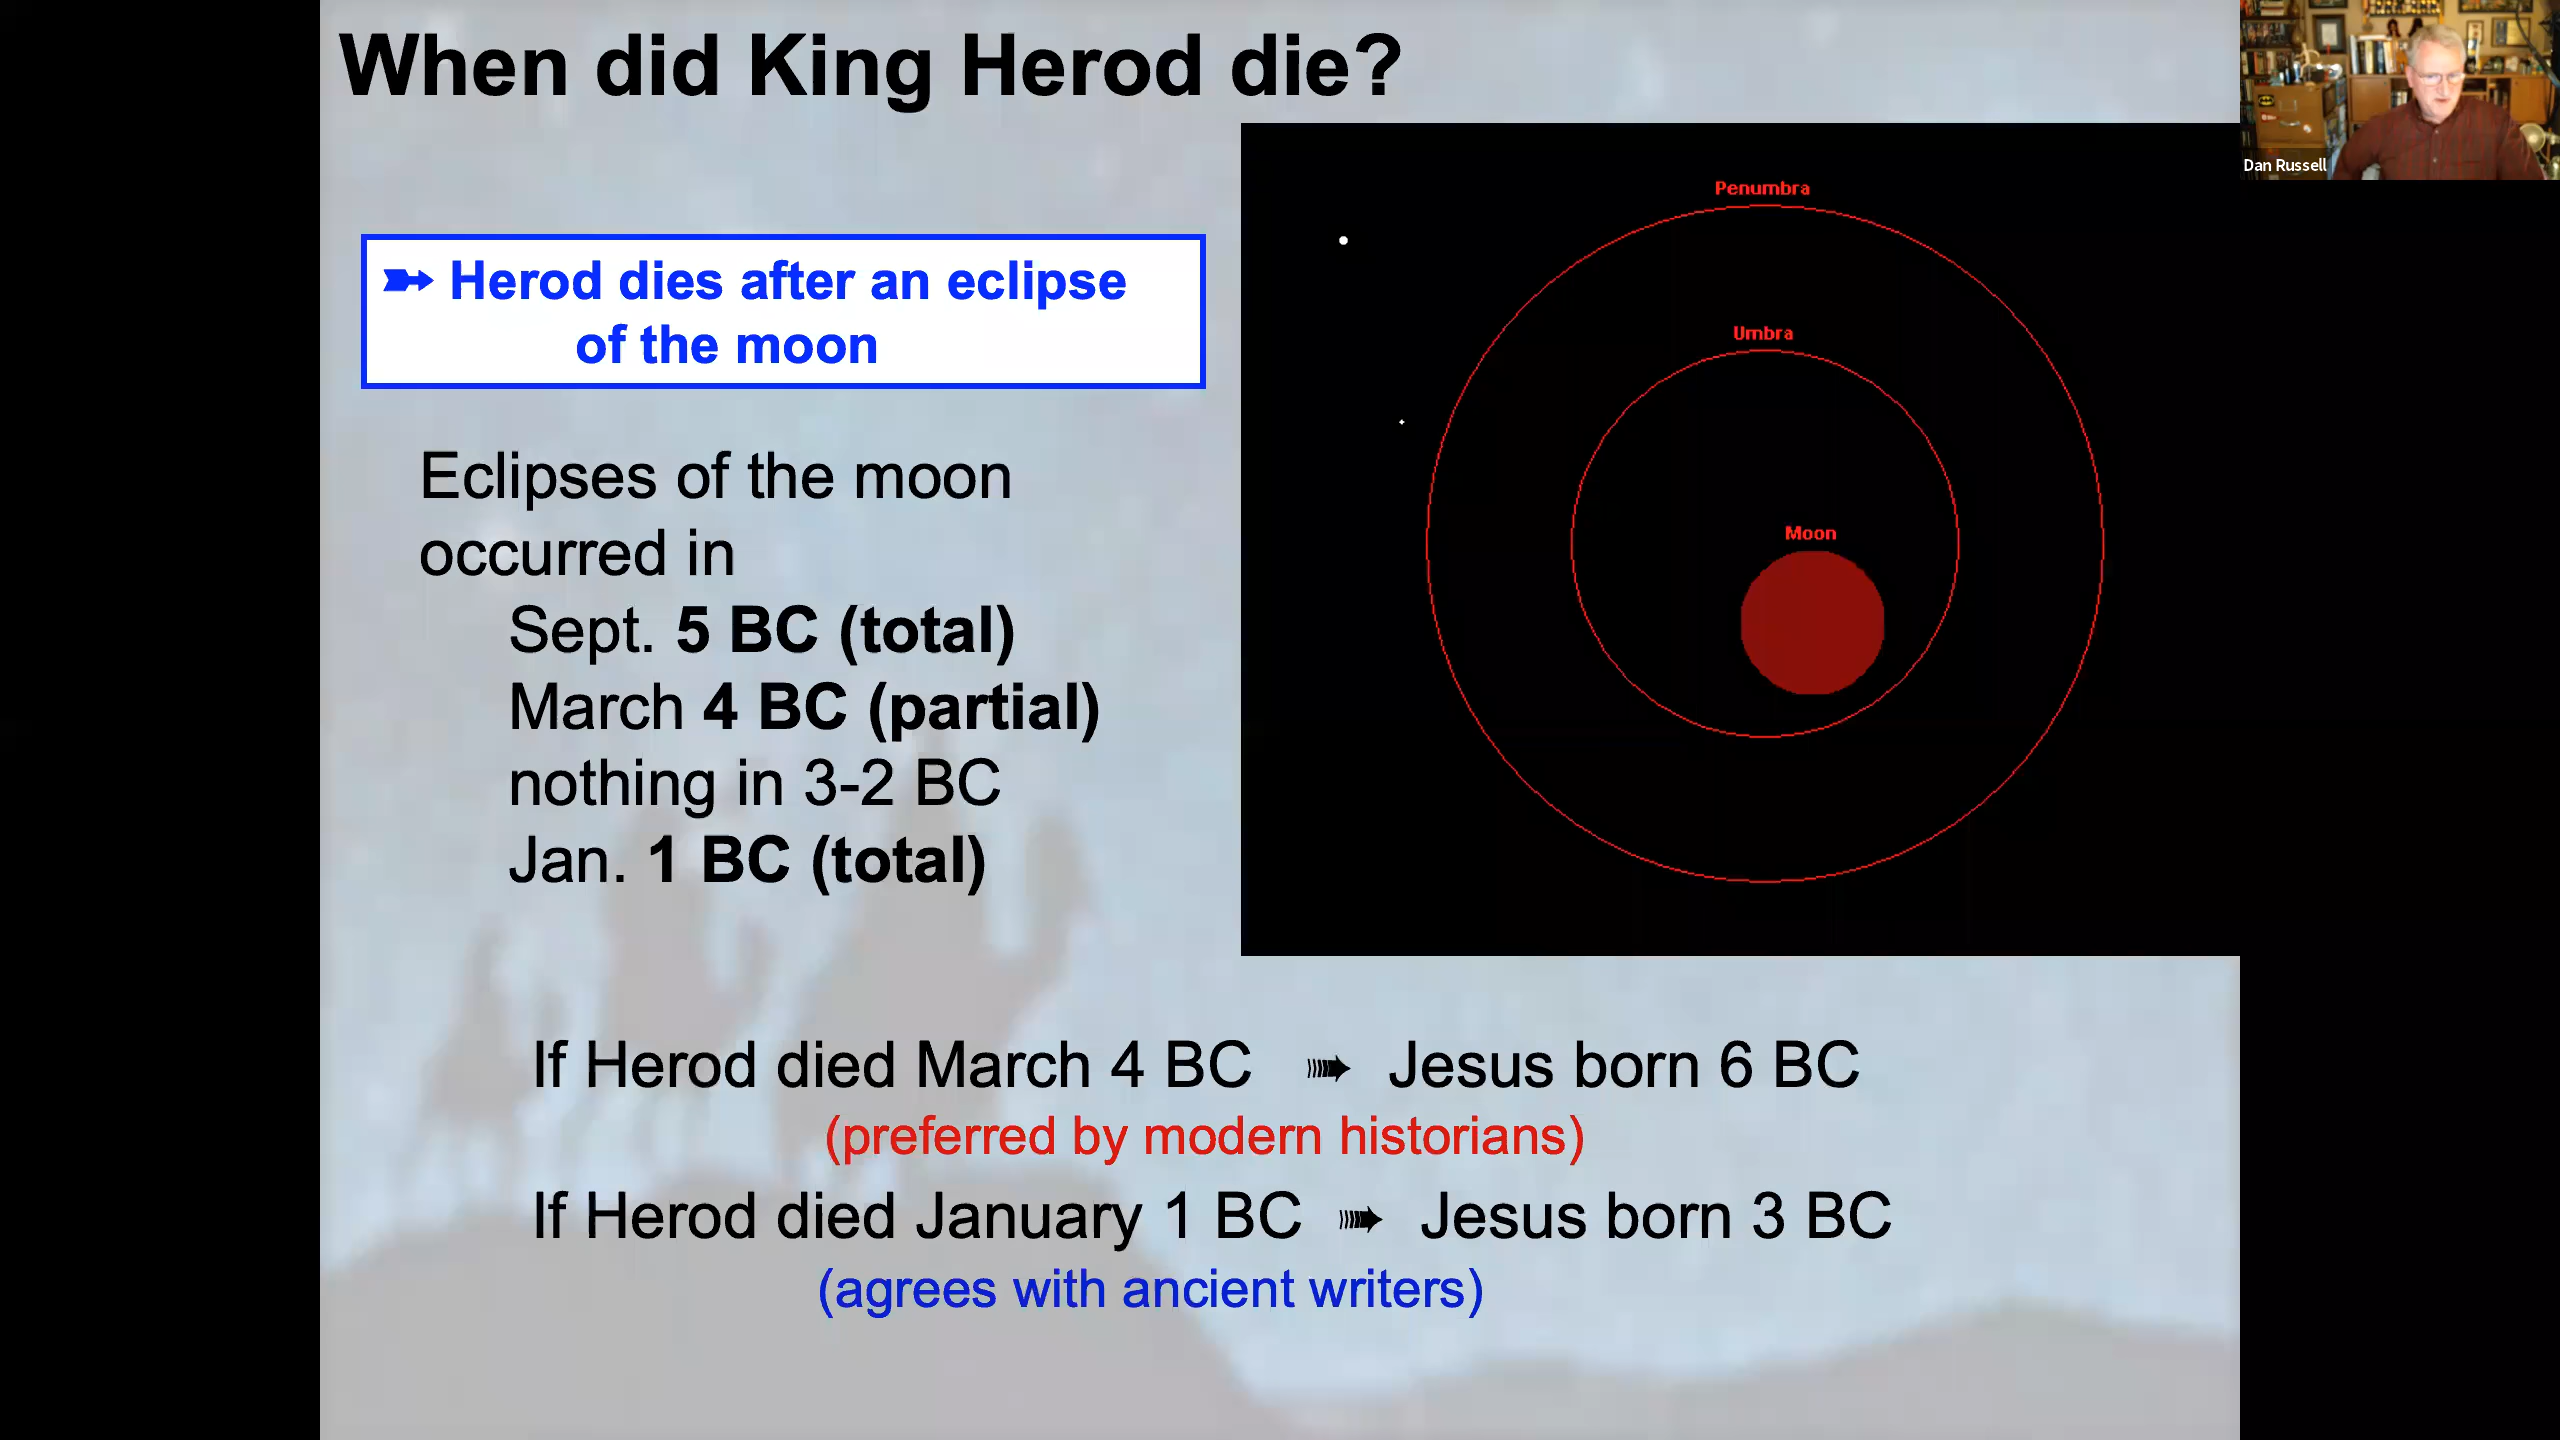 When did King Herod die?
Dan Russell
➽ Herod dies after an eclipse
of the moon
Penumbra
Umbra
Moon
Eclipses of the moon
occurred in
Sept. 5 BC (total)
March 4 BC (partial)
nothing in 3-2 BC
Jan. 1 BC (total)
If Herod died March 4 BC ➠ Jesus born 6 BC
(preferred by modern historians)
If Herod died January 1 BC ➠ Jesus born 3 BC
(agrees with ancient writers)